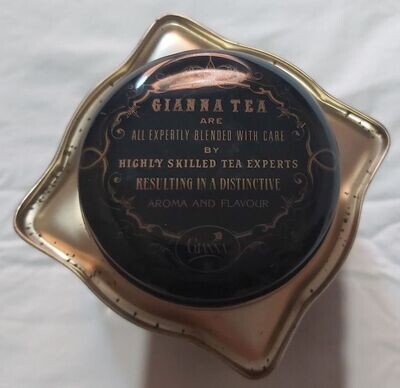 GIANNA TEA
ARE
ALL EXPERTLY BLENDED WITH CARE
BY
HIGHLY SKILLED TEA EXPERTS
RESULTING IN A DISTINCTIVE
AROMA AND FLAVOUR
GIANNA